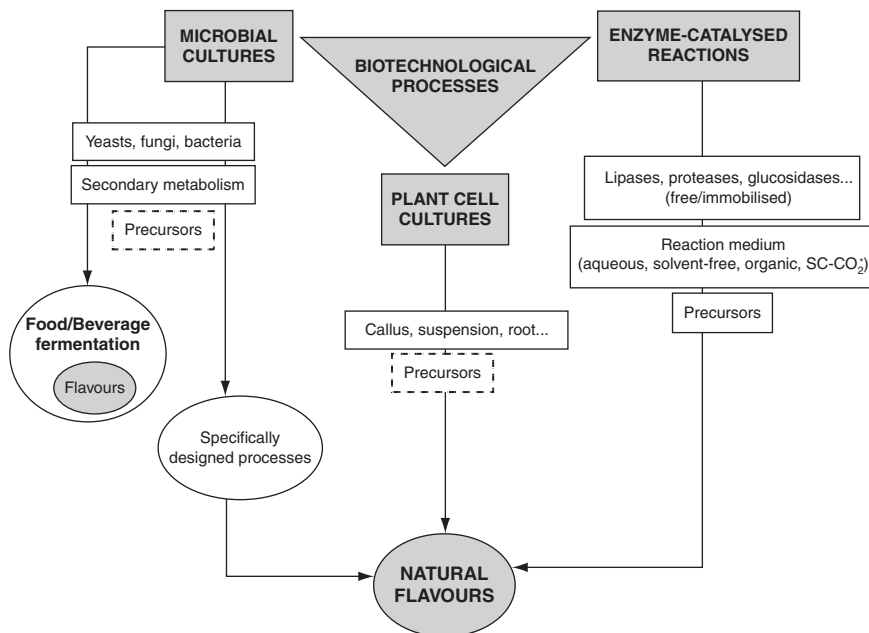 MICROBIAL
CULTURES
BIOTECHNOLOGICAL
PROCESSES
ENZYME-CATALYSED
REACTIONS
Yeasts, fungi, bacteria
Secondary metabolism
Precursors
PLANT CELL
CULTURES
Lipases, proteases, glucosidases...
(free/immobilised)
Reaction medium
(aqueous, solvent-free, organic, SC-CO₂*)
Precursors
Food/Beverage
fermentation
Flavours
Callus, suspension, root...
Precursors
Specifically
designed processes
NATURAL
FLAVOURS